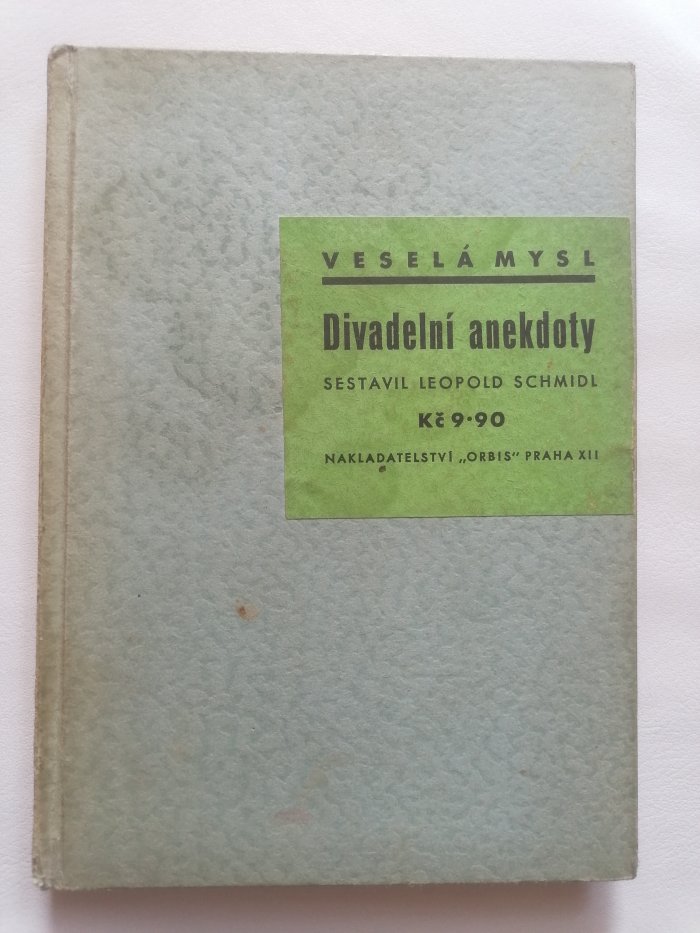 VESELÁ MYSL
Divadelní anekdoty
SESTAVIL LEOPOLD SCHMIDL
Kč 9·90
NAKLADATELSTVÍ „ORBIS“ PRAHA XII